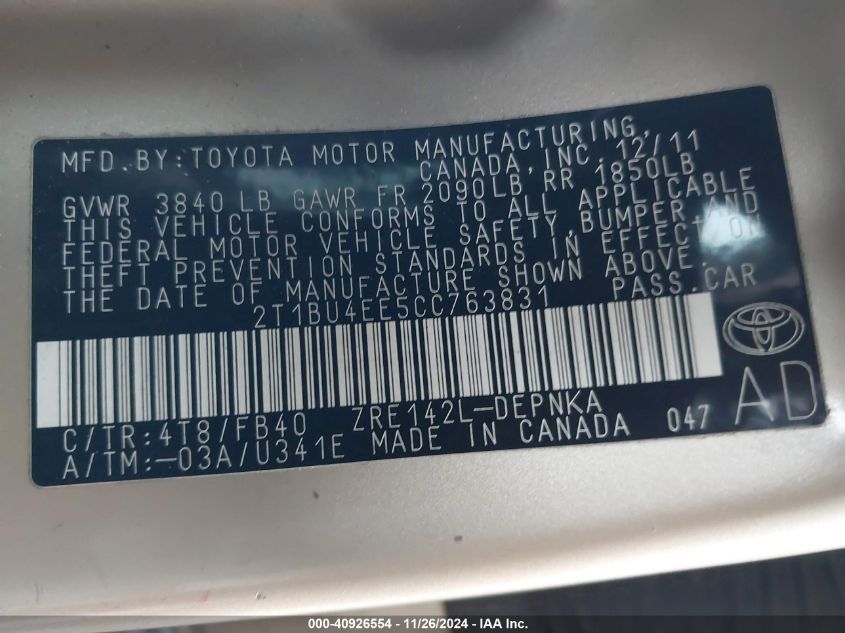 MFD. BY: TOYOTA MOTOR MANUFACTURING,
CANADA, INC. 12/11
GVWR 3840 LB GAWR FR 2090LB RR 1850LB
THIS VEHICLE CONFORMS TO ALL APPLICABLE
FEDERAL MOTOR VEHICLE SAFETY, BUMPER AND
THEFT PREVENTION STANDARDS IN EFFECT ON
THE DATE OF MANUFACTURE SHOWN ABOVE.
2T1BU4EE5CC763831 PASS. CAR
C/TR: 4T8/FB40 ZRE142L-DEPNKA
A/TM: -03A/U341E MADE IN CANADA 047 AD
000-40926554 - 11/26/2024 - IAA Inc.